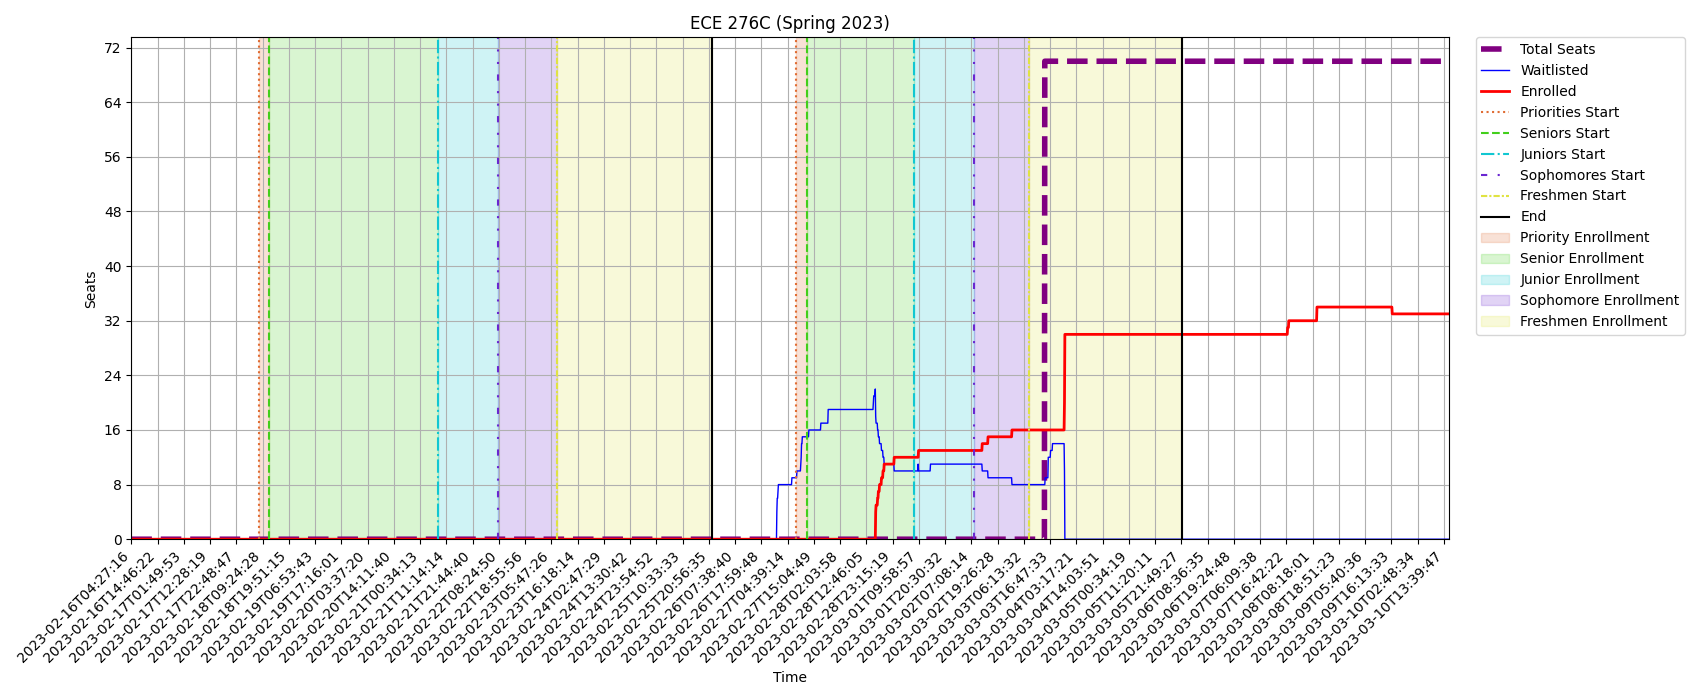 ECE 276C (Spring 2023)
72
64
56
48
40
32
24
16
8
0
Seats
2023-02-16T04:27:16
2023-02-16T14:46:22
2023-02-17T01:49:53
2023-02-17T12:28:19
2023-02-17T22:48:47
2023-02-18T09:24:28
2023-02-18T19:51:15
2023-02-19T06:53:43
2023-02-19T17:16:01
2023-02-20T03:37:20
2023-02-20T14:11:40
2023-02-21T00:34:13
2023-02-21T11:14:14
2023-02-21T21:44:40
2023-02-22T08:24:50
2023-02-22T18:55:56
2023-02-23T05:47:26
2023-02-23T16:18:14
2023-02-24T02:47:29
2023-02-24T13:30:42
2023-02-24T23:54:52
2023-02-25T10:33:33
2023-02-25T20:56:35
2023-02-26T07:38:40
2023-02-26T17:59:48
2023-02-27T04:39:14
2023-02-27T15:04:49
2023-02-28T02:03:58
2023-02-28T12:46:05
2023-02-28T23:15:19
2023-03-01T09:58:57
2023-03-01T20:30:32
2023-03-02T07:08:14
2023-03-02T19:26:28
2023-03-03T06:13:32
2023-03-03T16:47:33
2023-03-04T03:17:21
2023-03-04T14:03:51
2023-03-05T00:34:19
2023-03-05T11:20:11
2023-03-05T21:49:27
2023-03-06T08:36:35
2023-03-06T19:24:48
2023-03-07T06:09:38
2023-03-07T16:42:22
2023-03-08T08:18:01
2023-03-08T18:51:23
2023-03-09T05:40:36
2023-03-09T16:13:33
2023-03-10T02:48:34
2023-03-10T13:39:47
Time
Total Seats
Waitlisted
Enrolled
Priorities Start
Seniors Start
Juniors Start
Sophomores Start
Freshmen Start
End
Priority Enrollment
Senior Enrollment
Junior Enrollment
Sophomore Enrollment
Freshmen Enrollment